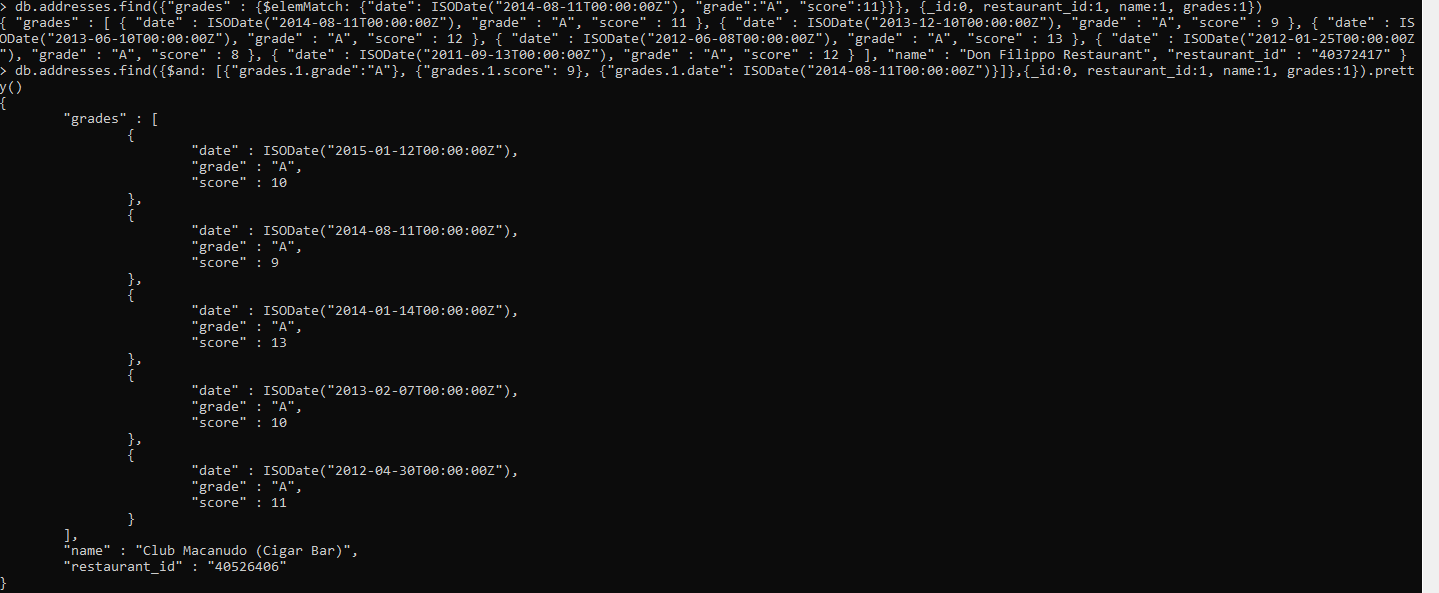 > db.addresses.find({"grades" : {$elemMatch: {"date": ISODate("2014-08-11T00:00:00Z"), "grade":"A", "score":11}}}, {_id:0, restaurant_id:1, name:1, grades:1})
{ "grades" : [ { "date" : ISODate("2014-08-11T00:00:00Z"), "grade" : "A", "score" : 11 }, { "date" : ISODate("2013-12-10T00:00:00Z"), "grade" : "A", "score" : 9 }, { "date" : IS
ODate("2013-06-10T00:00:00Z"), "grade" : "A", "score" : 12 }, { "date" : ISODate("2012-06-08T00:00:00Z"), "grade" : "A", "score" : 13 }, { "date" : ISODate("2012-01-25T00:00:00Z
"), "grade" : "A", "score" : 8 }, { "date" : ISODate("2011-09-13T00:00:00Z"), "grade" : "A", "score" : 12 } ], "name" : "Don Filippo Restaurant", "restaurant_id" : "40372417" }
> db.addresses.find({$and: [{"grades.1.grade":"A"}, {"grades.1.score": 9}, {"grades.1.date": ISODate("2014-08-11T00:00:00Z")}]},{_id:0, restaurant_id:1, name:1, grades:1}).prett
y()
{
"grades" : [
{
"date" : ISODate("2015-01-12T00:00:00Z"),
"grade" : "A",
"score" : 10
},
{
"date" : ISODate("2014-08-11T00:00:00Z"),
"grade" : "A",
"score" : 9
},
{
"date" : ISODate("2014-01-14T00:00:00Z"),
"grade" : "A",
"score" : 13
},
{
"date" : ISODate("2013-02-07T00:00:00Z"),
"grade" : "A",
"score" : 10
},
{
"date" : ISODate("2012-04-30T00:00:00Z"),
"grade" : "A",
"score" : 11
}
],
"name" : "Club Macanudo (Cigar Bar)",
"restaurant_id" : "40526406"
}